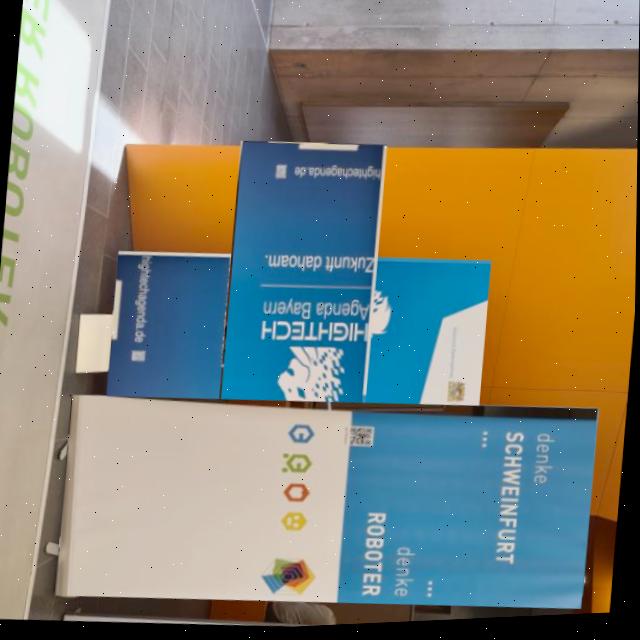 hightechagenda.de
Zukunft dahoam.
Agenda Bayern
HIGHTECH
hightechagenda.de
denke
SCHWEINFURT
...
denke
ROBOTER
...